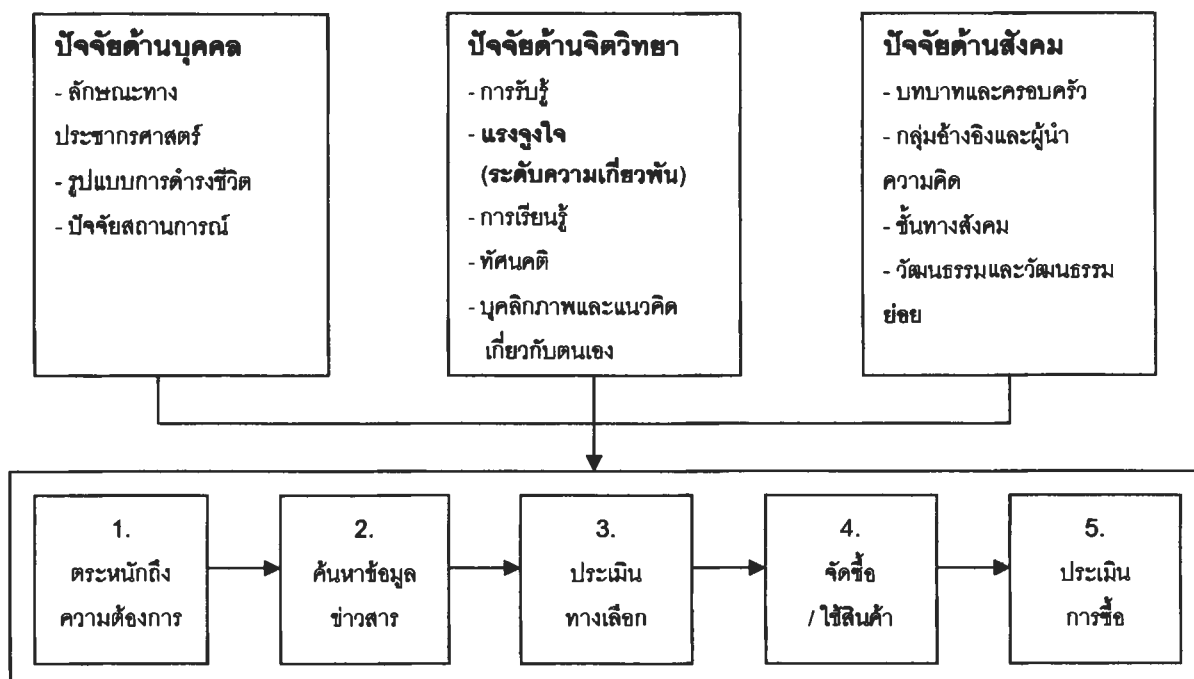 ปัจจัยด้านบุคคล
- ลักษณะทาง
ประชากรศาสตร์
- รูปแบบการดำรงชีวิต
- ปัจจัยสถานการณ์
ปัจจัยด้านจิตวิทยา
- การรับรู้
- แรงจูงใจ
(ระดับความเกี่ยวพัน)
- การเรียนรู้
- ทัศนคติ
- บุคลิกภาพและแนวคิด
เกี่ยวกับตนเอง
ปัจจัยด้านสังคม
- บทบาทและครอบครัว
- กลุ่มอ้างอิงและผู้นำ
ความคิด
- ชั้นทางสังคม
- วัฒนธรรมและวัฒนธรรม
ย่อย
1.
ตระหนักถึง
ความต้องการ
2.
ค้นหาข้อมูล
ข่าวสาร
3.
ประเมิน
ทางเลือก
4.
จัดซื้อ
/ ใช้สินค้า
5.
ประเมิน
การซื้อ